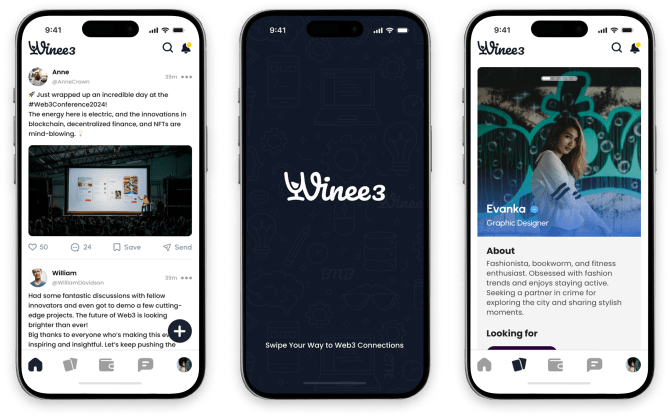 9:41
Winee3
Anne
@AnneCrown
39m
🚀 Just wrapped up an incredible day at the
#Web3Conference2024!
The energy here is electric, and the innovations in
blockchain, decentralized finance, and NFTs are
mind-blowing. 💡
50
24
Save
Send
William
@WilliamDavidson
39m
Had some fantastic discussions with fellow
innovators and even got to demo a few cutting-
edge projects. The future of Web3 is looking
brighter than ever!
Big thanks to everyone who's making this ev
inspiring and insightful. Let's keep pushing the
9:41
Winee3
Swipe Your Way to Web3 Connections
9:41
Winee3
Evanka
Graphic Designer
About
Fashionista, bookworm, and fitness
enthusiast. Obsessed with fashion
trends and enjoys staying active.
Seeking a partner in crime for
exploring the city and sharing stylish
moments.
Looking for